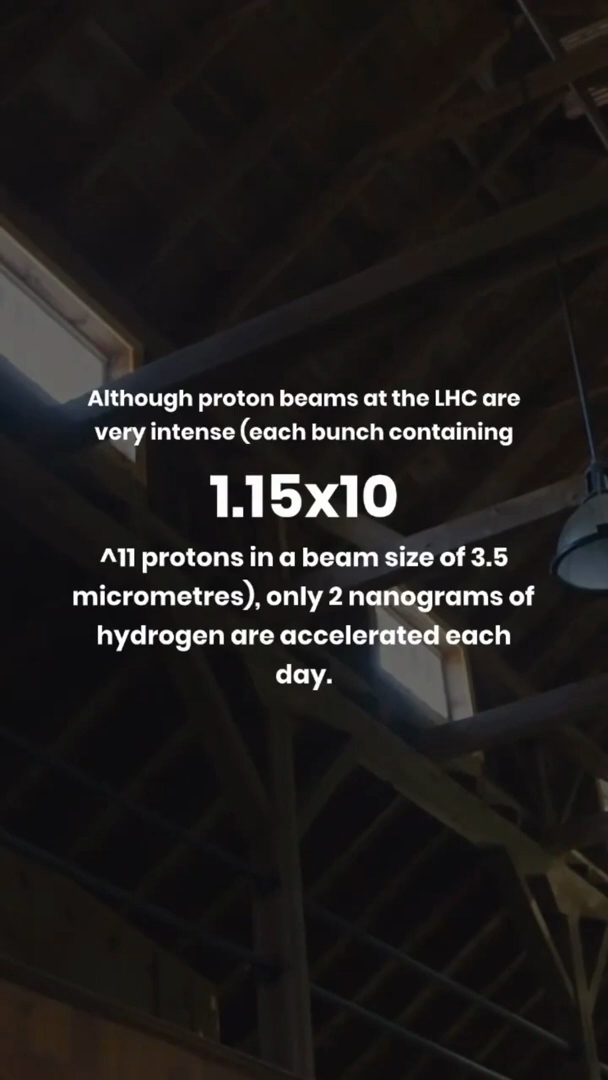 Although proton beams at the LHC are
very intense (each bunch containing
1.15x10
^11 protons in a beam size of 3.5
micrometres), only 2 nanograms of
hydrogen are accelerated each
day.